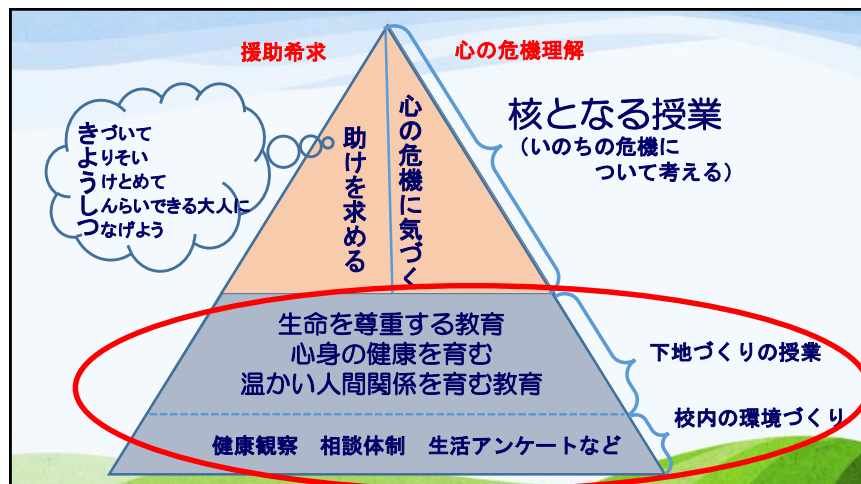 援助希求
心の危機理解
きづいて
よりそい
うけとめて
しんらいできる大人に
つなげよう
助けを求める
心の危機に気づく
核となる授業
（いのちの危機に
ついて考える）
生命を尊重する教育
心身の健康を育む
温かい人間関係を育む教育
下地づくりの授業
校内の環境づくり
健康観察　相談体制　生活アンケートなど